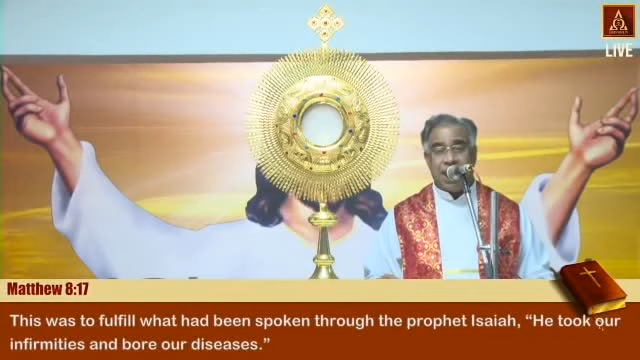 LIVE
Matthew 8:17
This was to fulfill what had been spoken through the prophet Isaiah, “He took our
infirmities and bore our diseases.”